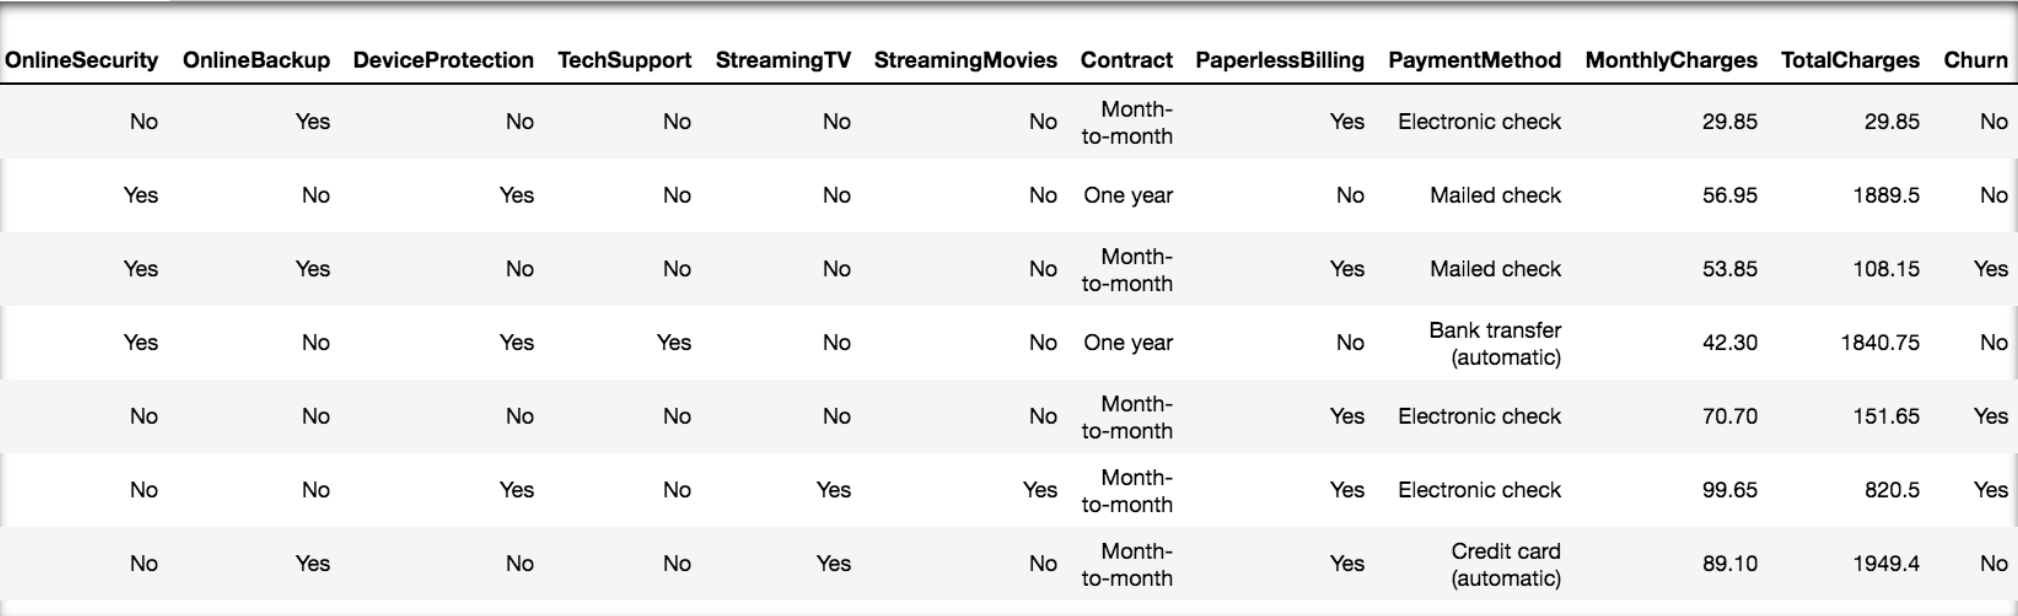 OnlineSecurity OnlineBackup DeviceProtection TechSupport StreamingTV StreamingMovies Contract PaperlessBilling PaymentMethod MonthlyCharges TotalCharges Churn
No Yes No No No No Month-to-month Yes Electronic check 29.85 29.85 No
Yes No Yes No No No One year No Mailed check 56.95 1889.5 No
Yes Yes No No No No Month-to-month Yes Mailed check 53.85 108.15 Yes
Yes No Yes Yes No No One year No Bank transfer (automatic) 42.30 1840.75 No
No No No No No No Month-to-month Yes Electronic check 70.70 151.65 Yes
No No Yes No Yes Yes Month-to-month Yes Electronic check 99.65 820.5 Yes
No Yes No No Yes No Month-to-month Yes Credit card (automatic) 89.10 1949.4 No